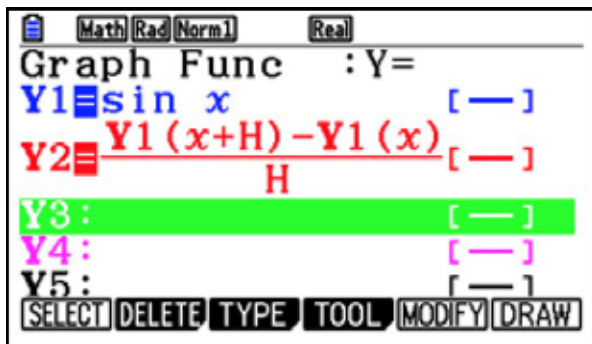 Math Rad Norm1 Real
Graph Func :Y=
Y1=sin x [—]
Y2=Y1(x+H)-Y1(x)/H [—]
Y3: [—]
Y4: [—]
Y5: [—]
SELECT DELETE TYPE TOOL MODIFY DRAW